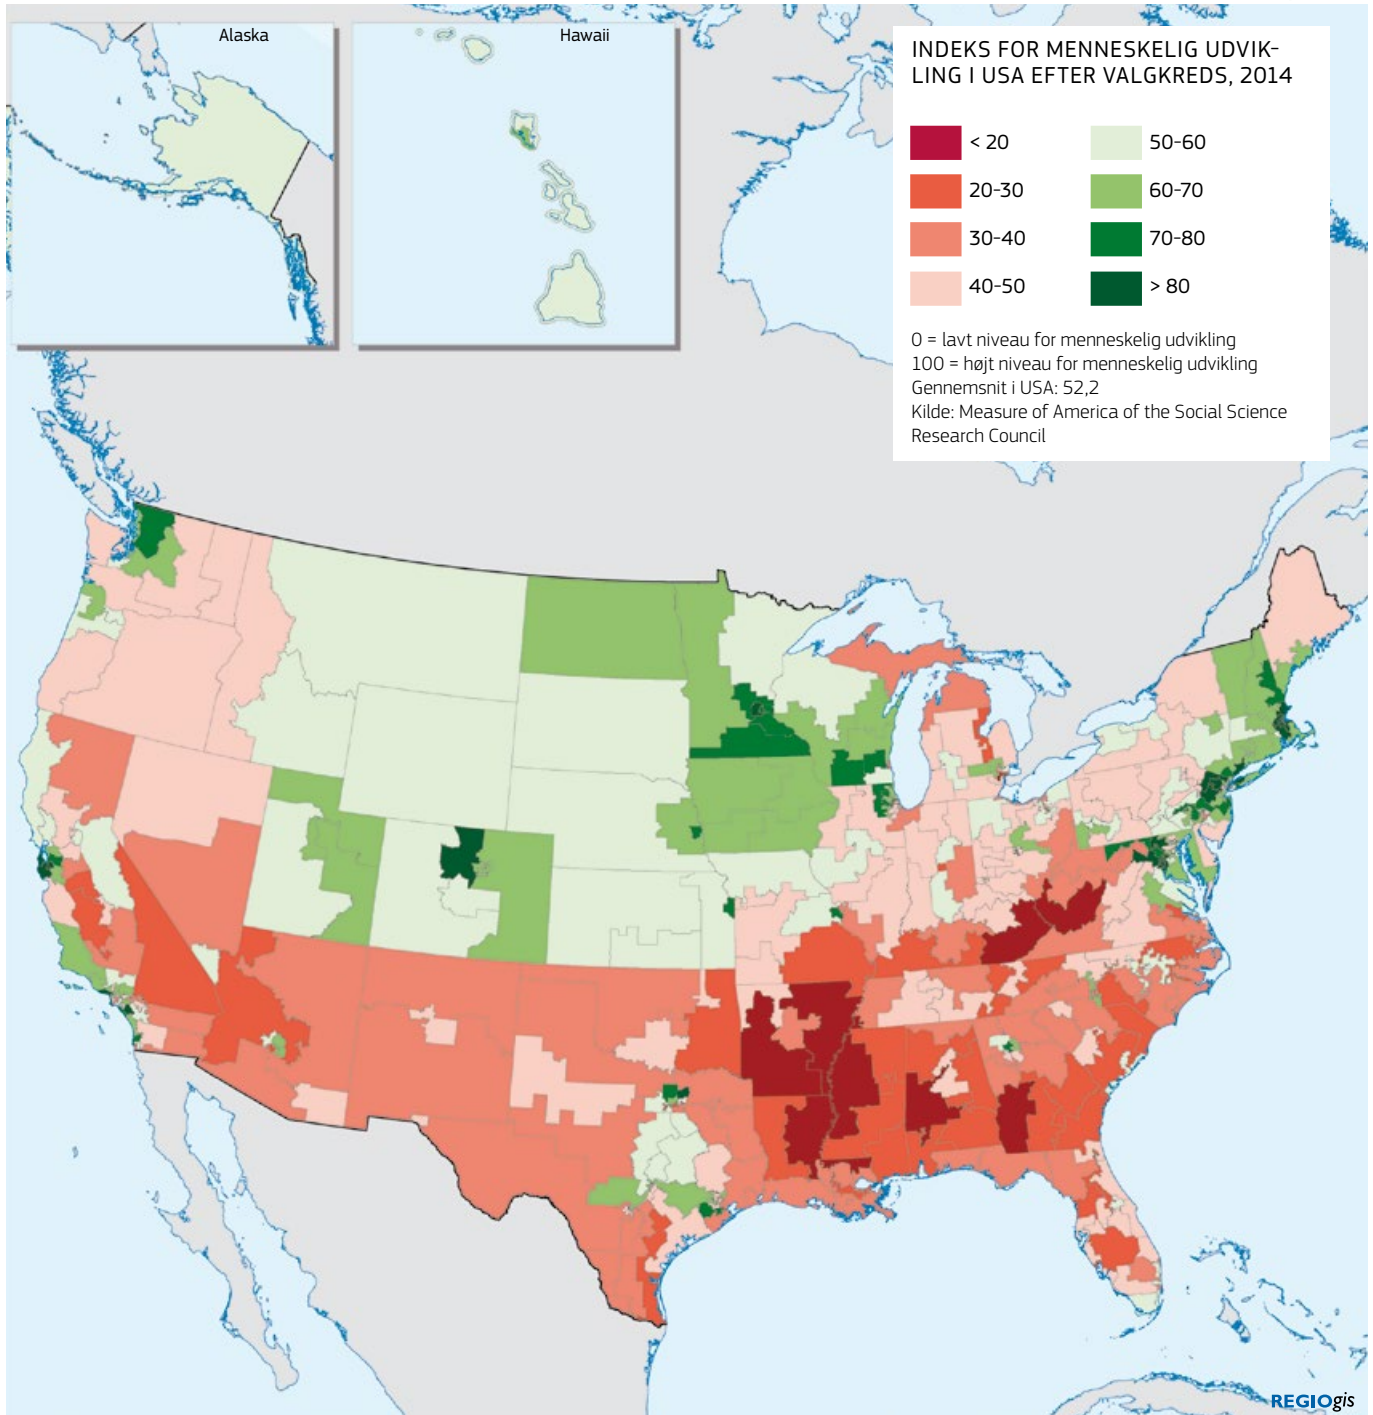 Alaska
Hawaii
INDEKS FOR MENNESKELIG UDVIK-
LING I USA EFTER VALGKREDS, 2014
< 20
20-30
30-40
40-50
50-60
60-70
70-80
> 80
0 = lavt niveau for menneskelig udvikling
100 = højt niveau for menneskelig udvikling
Gennemsnit i USA: 52,2
Kilde: Measure of America of the Social Science
Research Council
REGIOgis